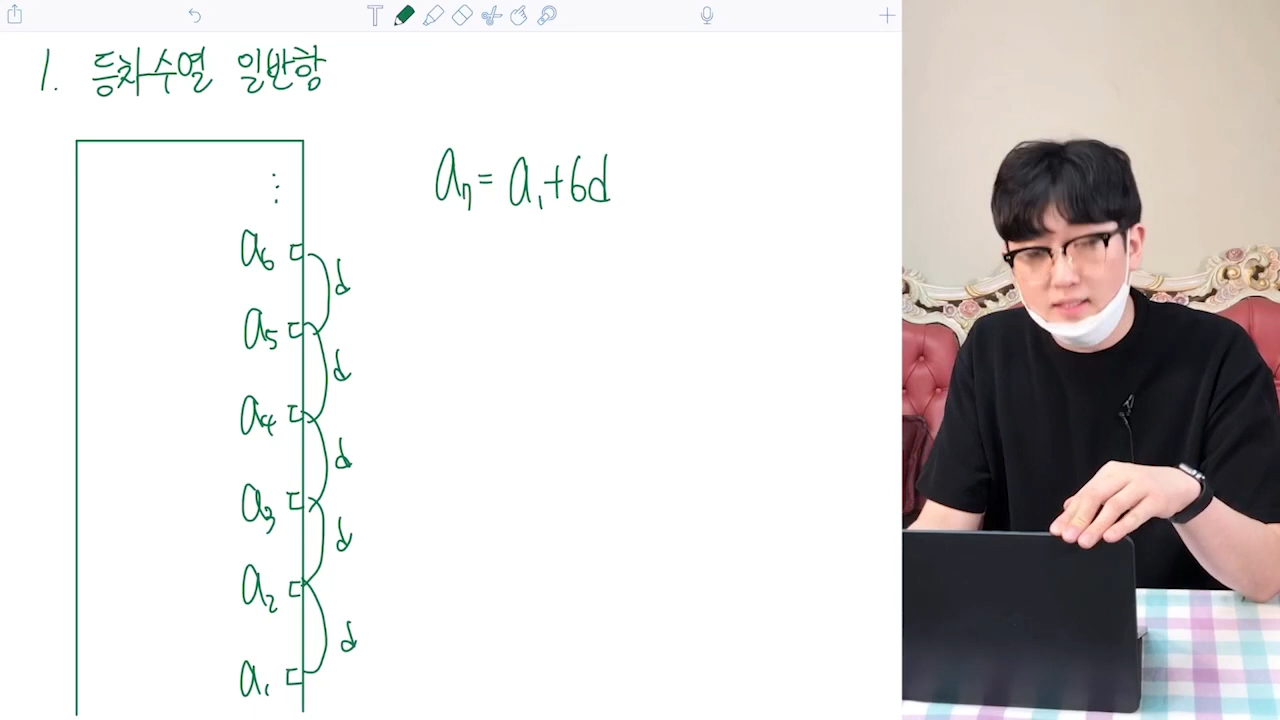 1. 등차수열 일반항
a₇ = a₁+6d
⋮
a₆
d
a₅
d
a₄
d
a₃
d
a₂
d
a₁